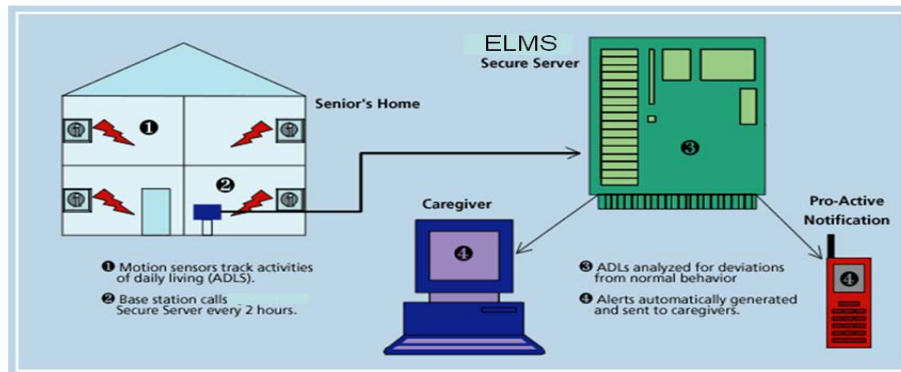 ELMS
Secure Server
Senior's Home
❶
❷
❸
Caregiver
❹
Pro-Active
Notification
❹
❶ Motion sensors track activities
of daily living (ADLS).
❷ Base station calls
Secure Server every 2 hours.
❸ ADLs analyzed for deviations
from normal behavior
❹ Alerts automatically generated
and sent to caregivers.